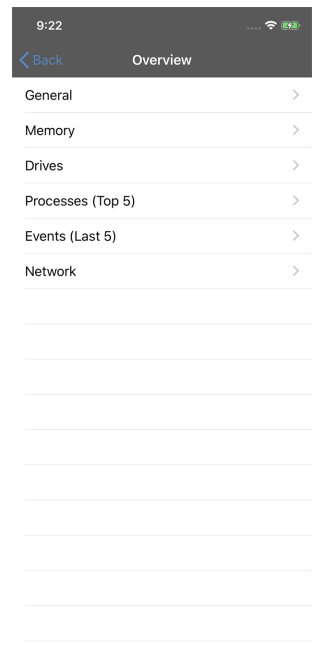 9:22
Back
Overview
General
Memory
Drives
Processes (Top 5)
Events (Last 5)
Network